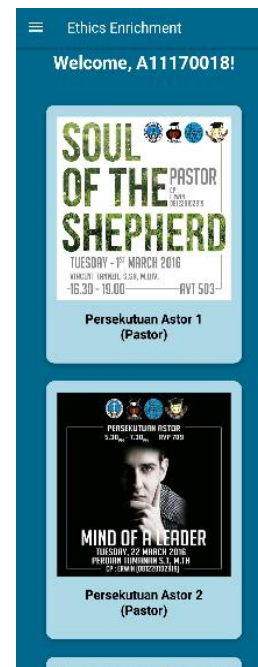 Ethics Enrichment
Welcome, A11170018!
SOUL
OF THE PASTOR
CP
SHEPHERD
TUESDAY - 1ST MARCH 2016
-16.30 - 19.00 AVT 503
Persekutuan Astor 1
(Pastor)
PERSEKUTUAN ASTOR
MIND OF A LEADER
TUESDAY, 22 MARCH 2016
Persekutuan Astor 2
(Pastor)